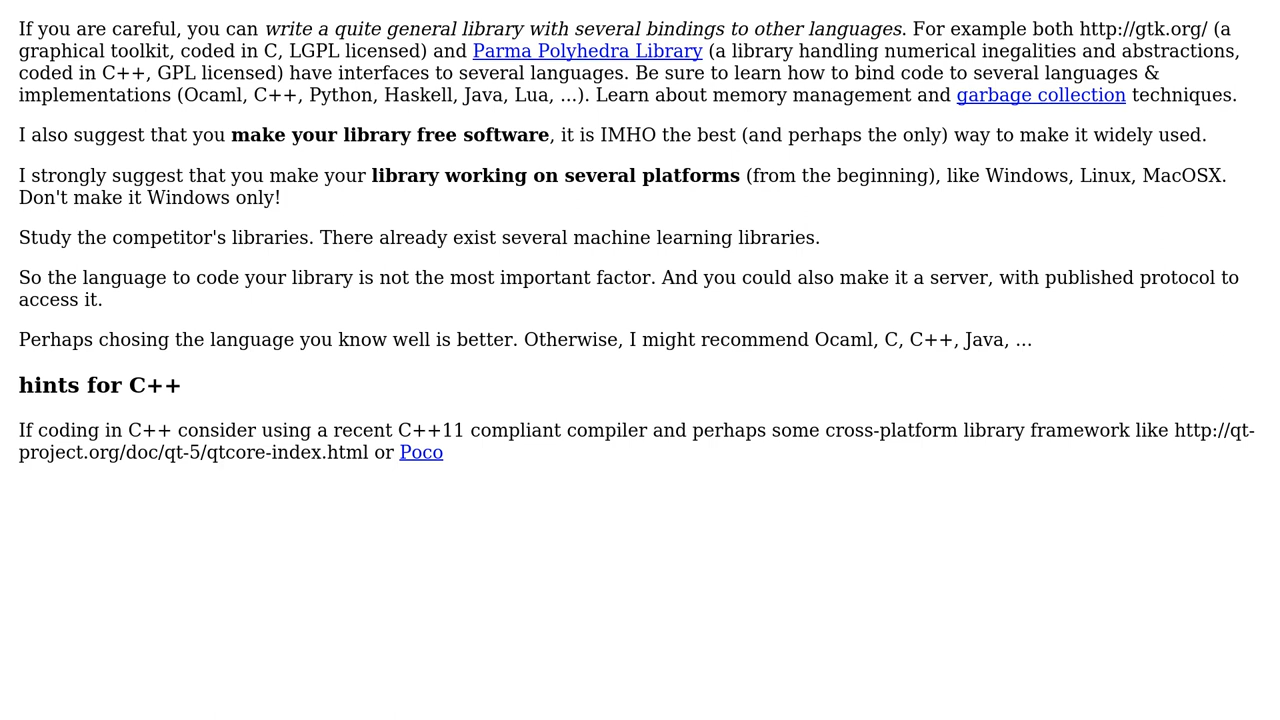 If you are careful, you can write a quite general library with several bindings to other languages. For example both http://gtk.org/ (a
graphical toolkit, coded in C, LGPL licensed) and Parma Polyhedra Library (a library handling numerical inegalities and abstractions,
coded in C++, GPL licensed) have interfaces to several languages. Be sure to learn how to bind code to several languages &
implementations (Ocaml, C++, Python, Haskell, Java, Lua, ...). Learn about memory management and garbage collection techniques.
I also suggest that you make your library free software, it is IMHO the best (and perhaps the only) way to make it widely used.
I strongly suggest that you make your library working on several platforms (from the beginning), like Windows, Linux, MacOSX.
Don't make it Windows only!
Study the competitor's libraries. There already exist several machine learning libraries.
So the language to code your library is not the most important factor. And you could also make it a server, with published protocol to
access it.
Perhaps chosing the language you know well is better. Otherwise, I might recommend Ocaml, C, C++, Java, ...
hints for C++
If coding in C++ consider using a recent C++11 compliant compiler and perhaps some cross-platform library framework like http://qt-
project.org/doc/qt-5/qtcore-index.html or Poco